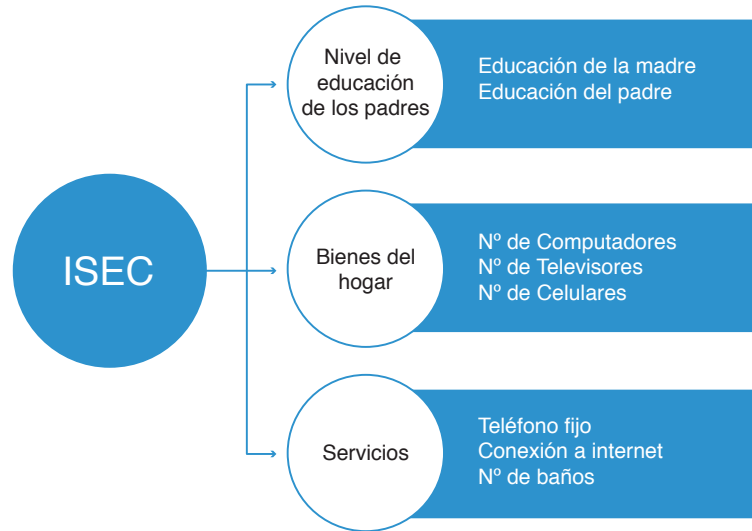 ISEC
Nivel de
educación
de los padres
Educación de la madre
Educación del padre
Bienes del
hogar
Nº de Computadores
Nº de Televisores
Nº de Celulares
Servicios
Teléfono fijo
Conexión a internet
Nº de baños